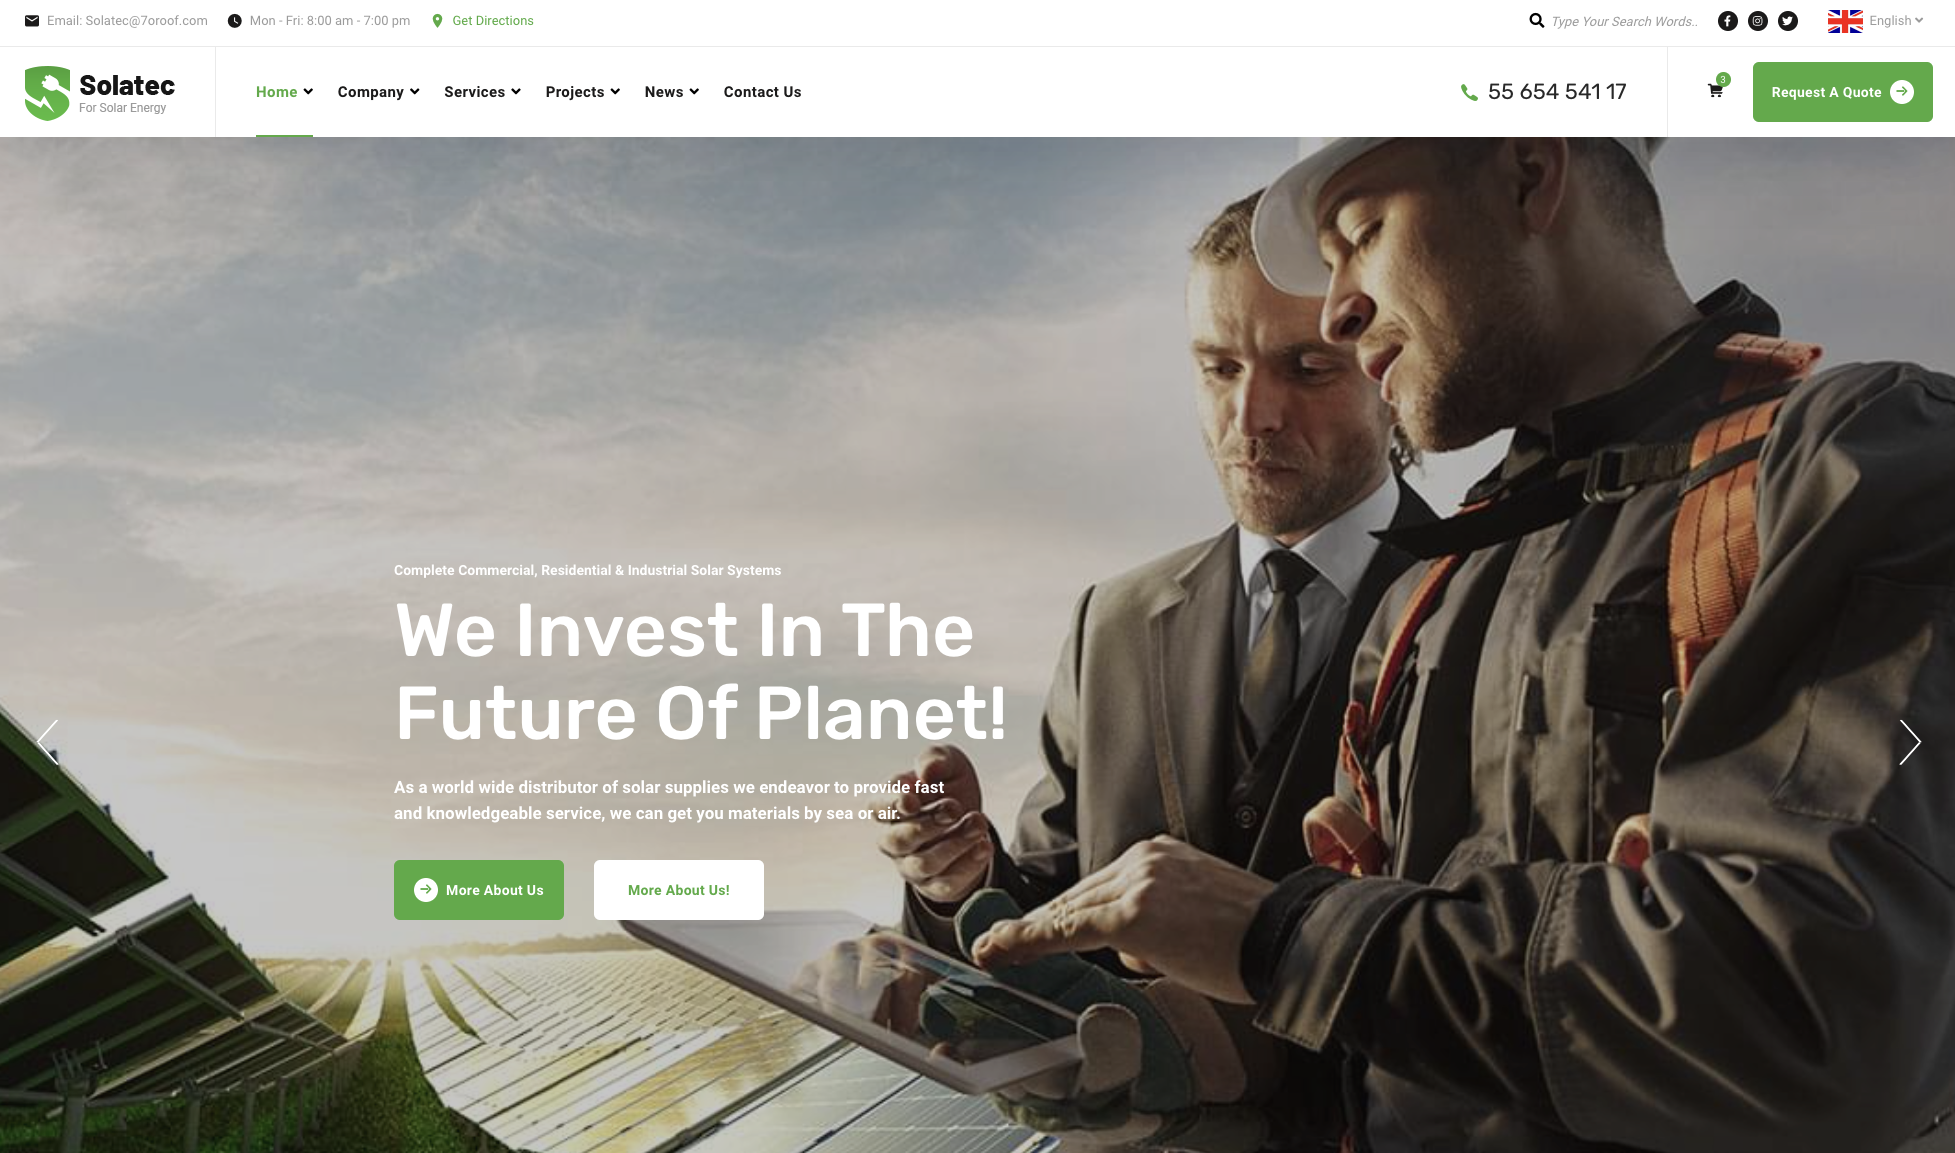 Email: Solatec@7oroof.com
Mon - Fri: 8:00 am - 7:00 pm
Get Directions
Type Your Search Words..
English
Solatec
For Solar Energy
Home
Company
Services
Projects
News
Contact Us
55 654 541 17
3
Request A Quote
Complete Commercial, Residential & Industrial Solar Systems
We Invest In The
Future Of Planet!
As a world wide distributor of solar supplies we endeavor to provide fast
and knowledgeable service, we can get you materials by sea or air.
More About Us
More About Us!